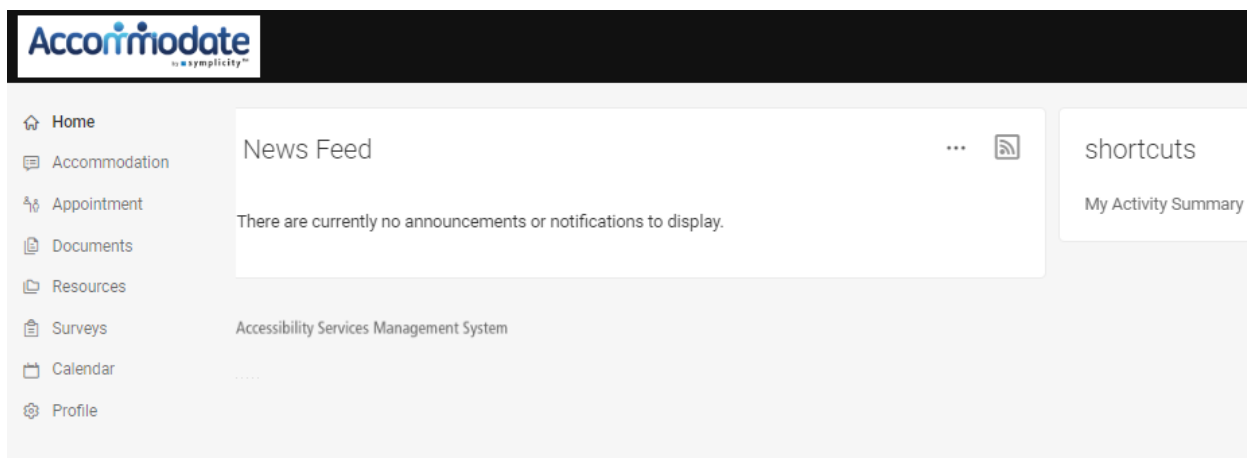 Accommodate
by symplicity™
Home
Accommodation
Appointment
Documents
Resources
Surveys
Calendar
Profile
News Feed
There are currently no announcements or notifications to display.
Accessibility Services Management System
shortcuts
My Activity Summary